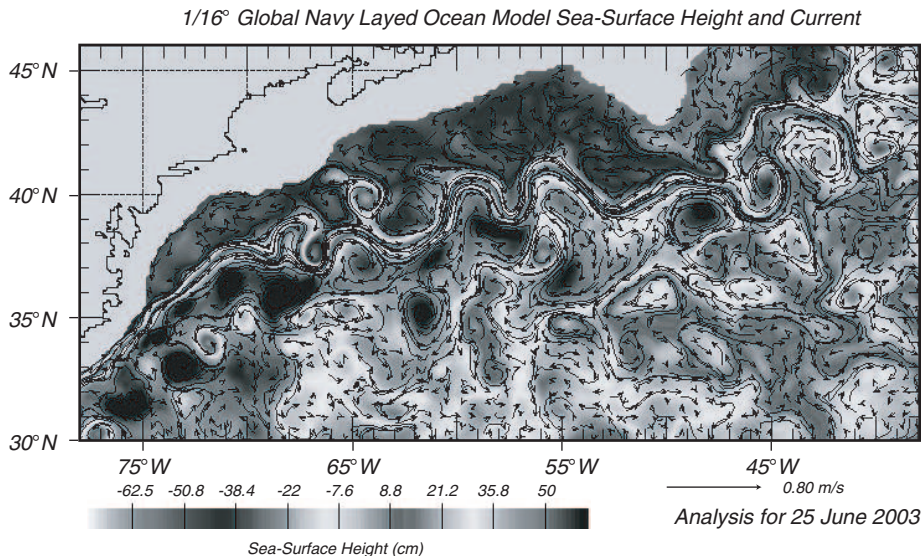 1/16° Global Navy Layed Ocean Model Sea-Surface Height and Current
45°N
40°N
35°N
30°N
75°W 65°W 55°W 45°W
-62.5 -50.8 -38.4 -22 -7.6 8.8 21.2 35.8 50
0.80 m/s
Analysis for 25 June 2003
Sea-Surface Height (cm)